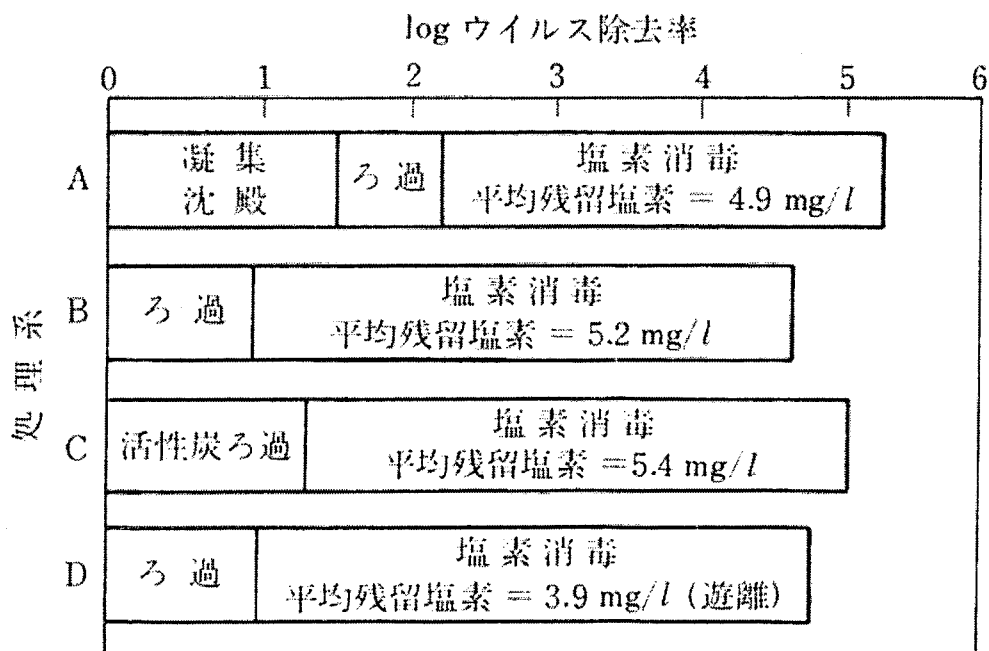 log ウイルス除去率
0 1 2 3 4 5 6
処理系
A
凝集
沈殿
ろ過
塩素消毒
平均残留塩素 = 4.9 mg/l
B
ろ過
塩素消毒
平均残留塩素 = 5.2 mg/l
C
活性炭ろ過
塩素消毒
平均残留塩素 =5.4 mg/l
D
ろ過
塩素消毒
平均残留塩素 = 3.9 mg/l (遊離)